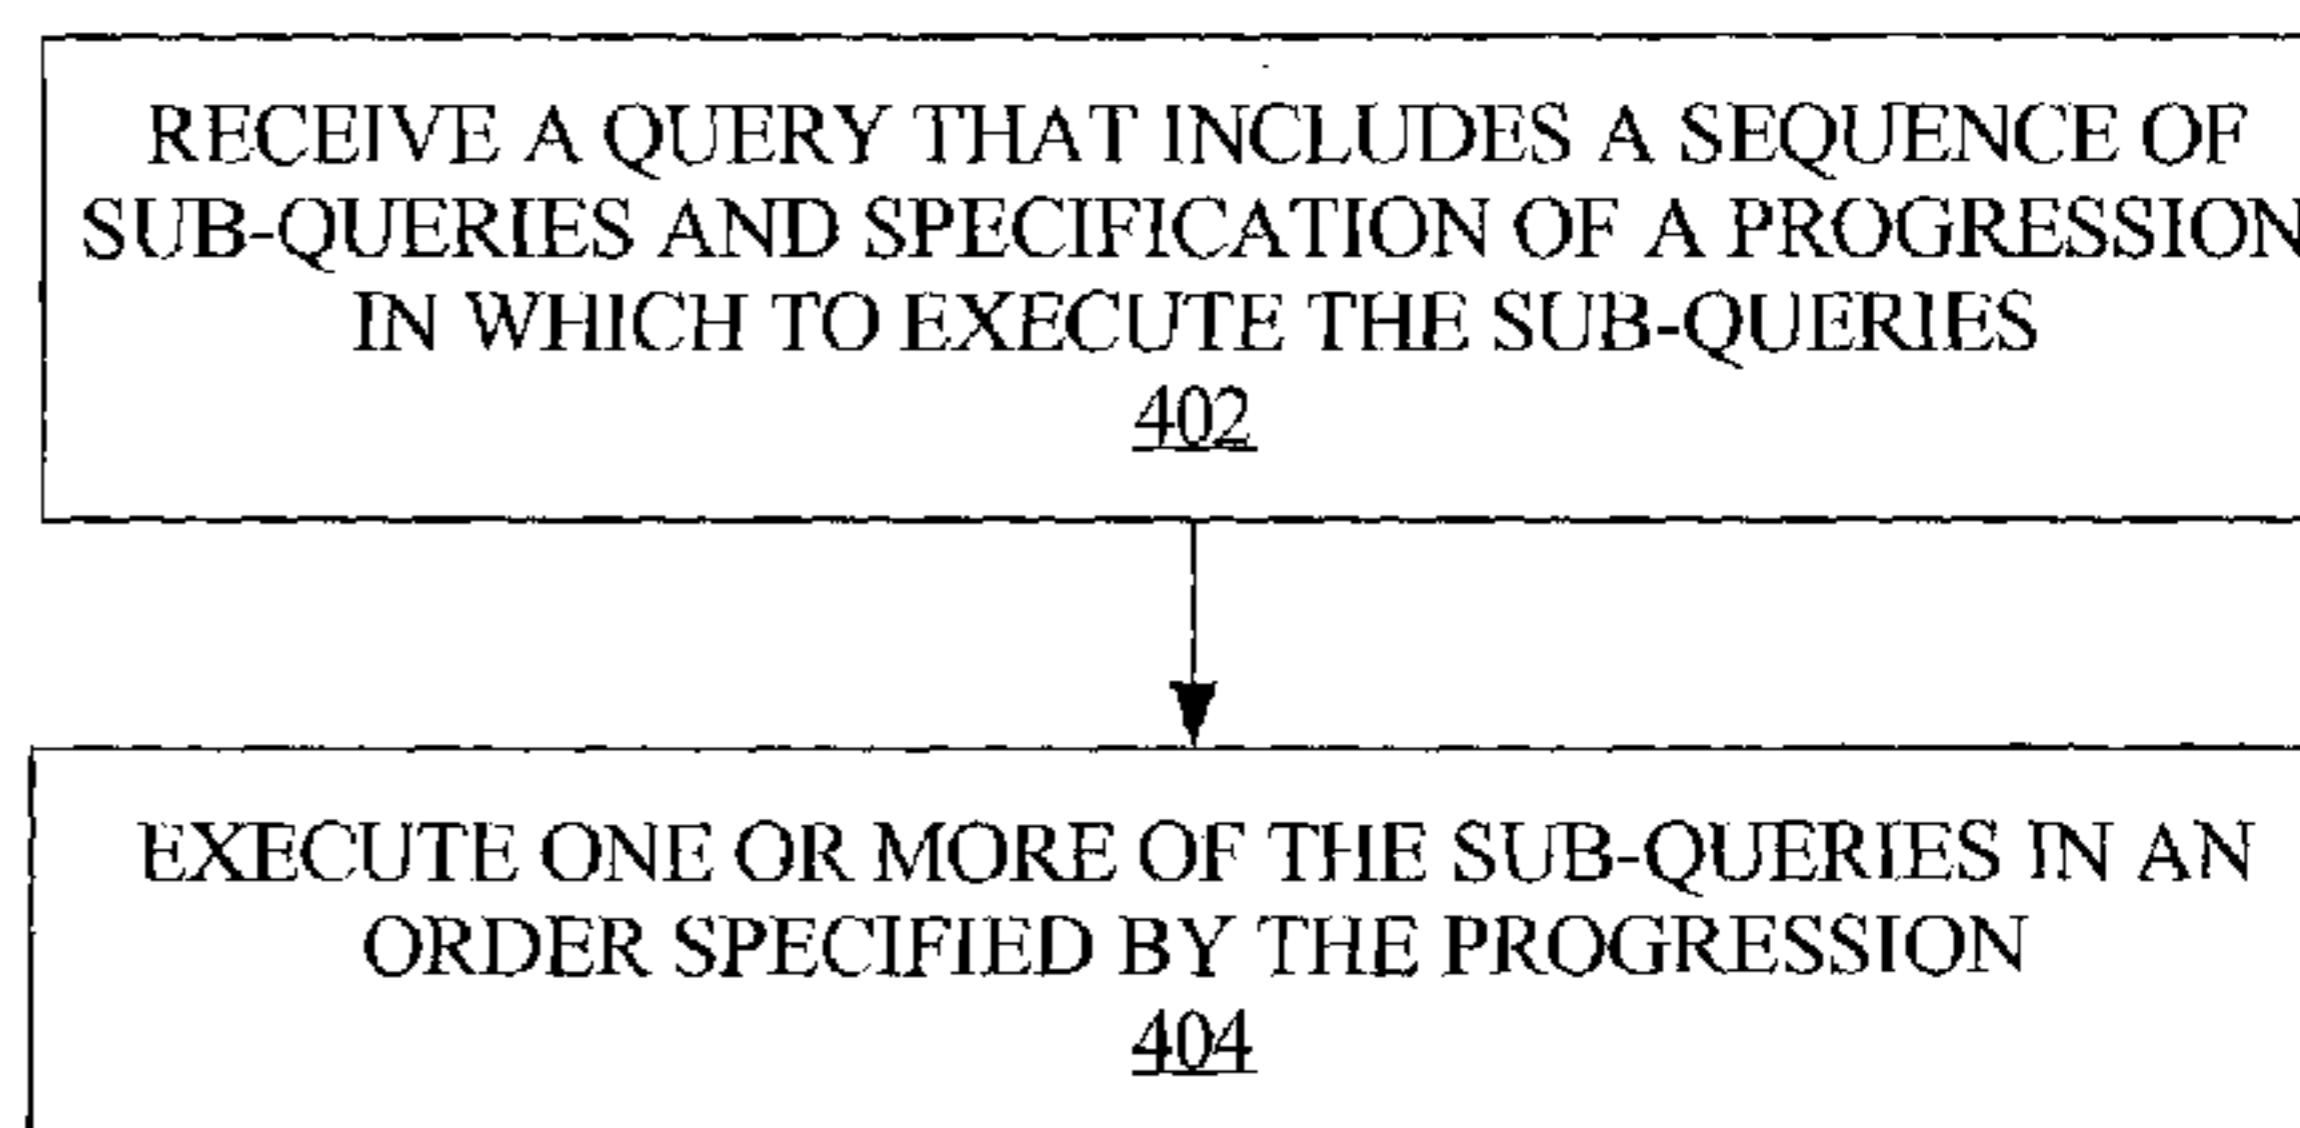 RECEIVE A QUERY THAT INCLUDES A SEQUENCE OF
SUB-QUERIES AND SPECIFICATION OF A PROGRESSION
IN WHICH TO EXECUTE THE SUB-QUERIES
402
EXECUTE ONE OR MORE OF THE SUB-QUERIES IN AN
ORDER SPECIFIED BY THE PROGRESSION
404